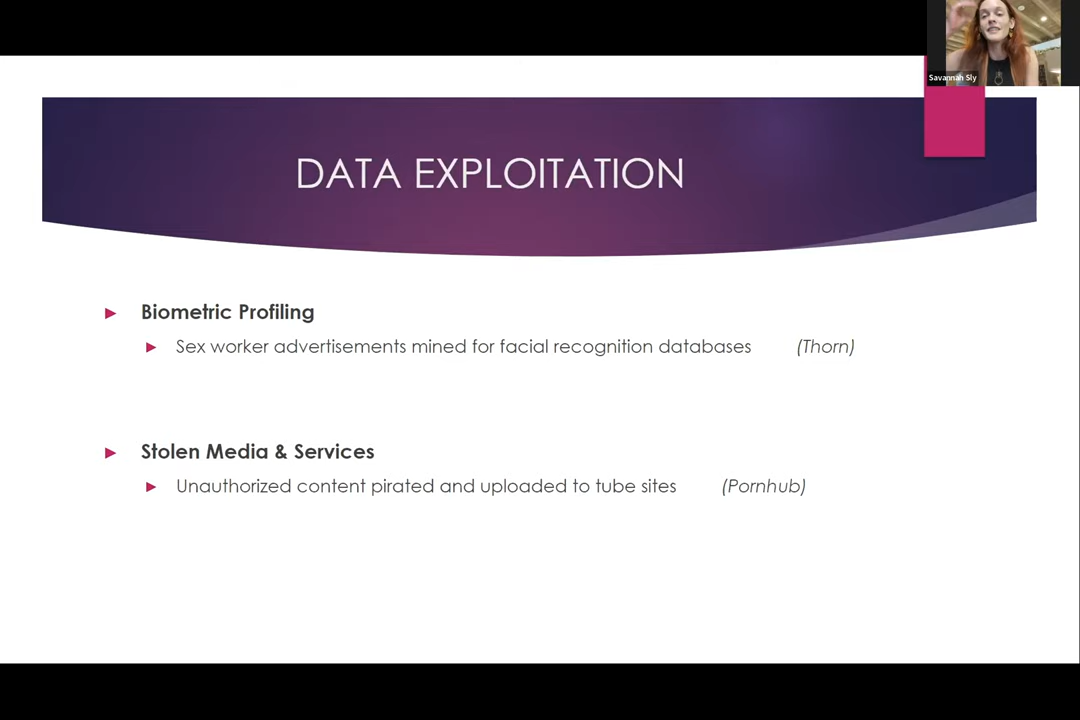 Savannah Sly
DATA EXPLOITATION
Biometric Profiling
Sex worker advertisements mined for facial recognition databases (Thorn)
Stolen Media & Services
Unauthorized content pirated and uploaded to tube sites (Pornhub)